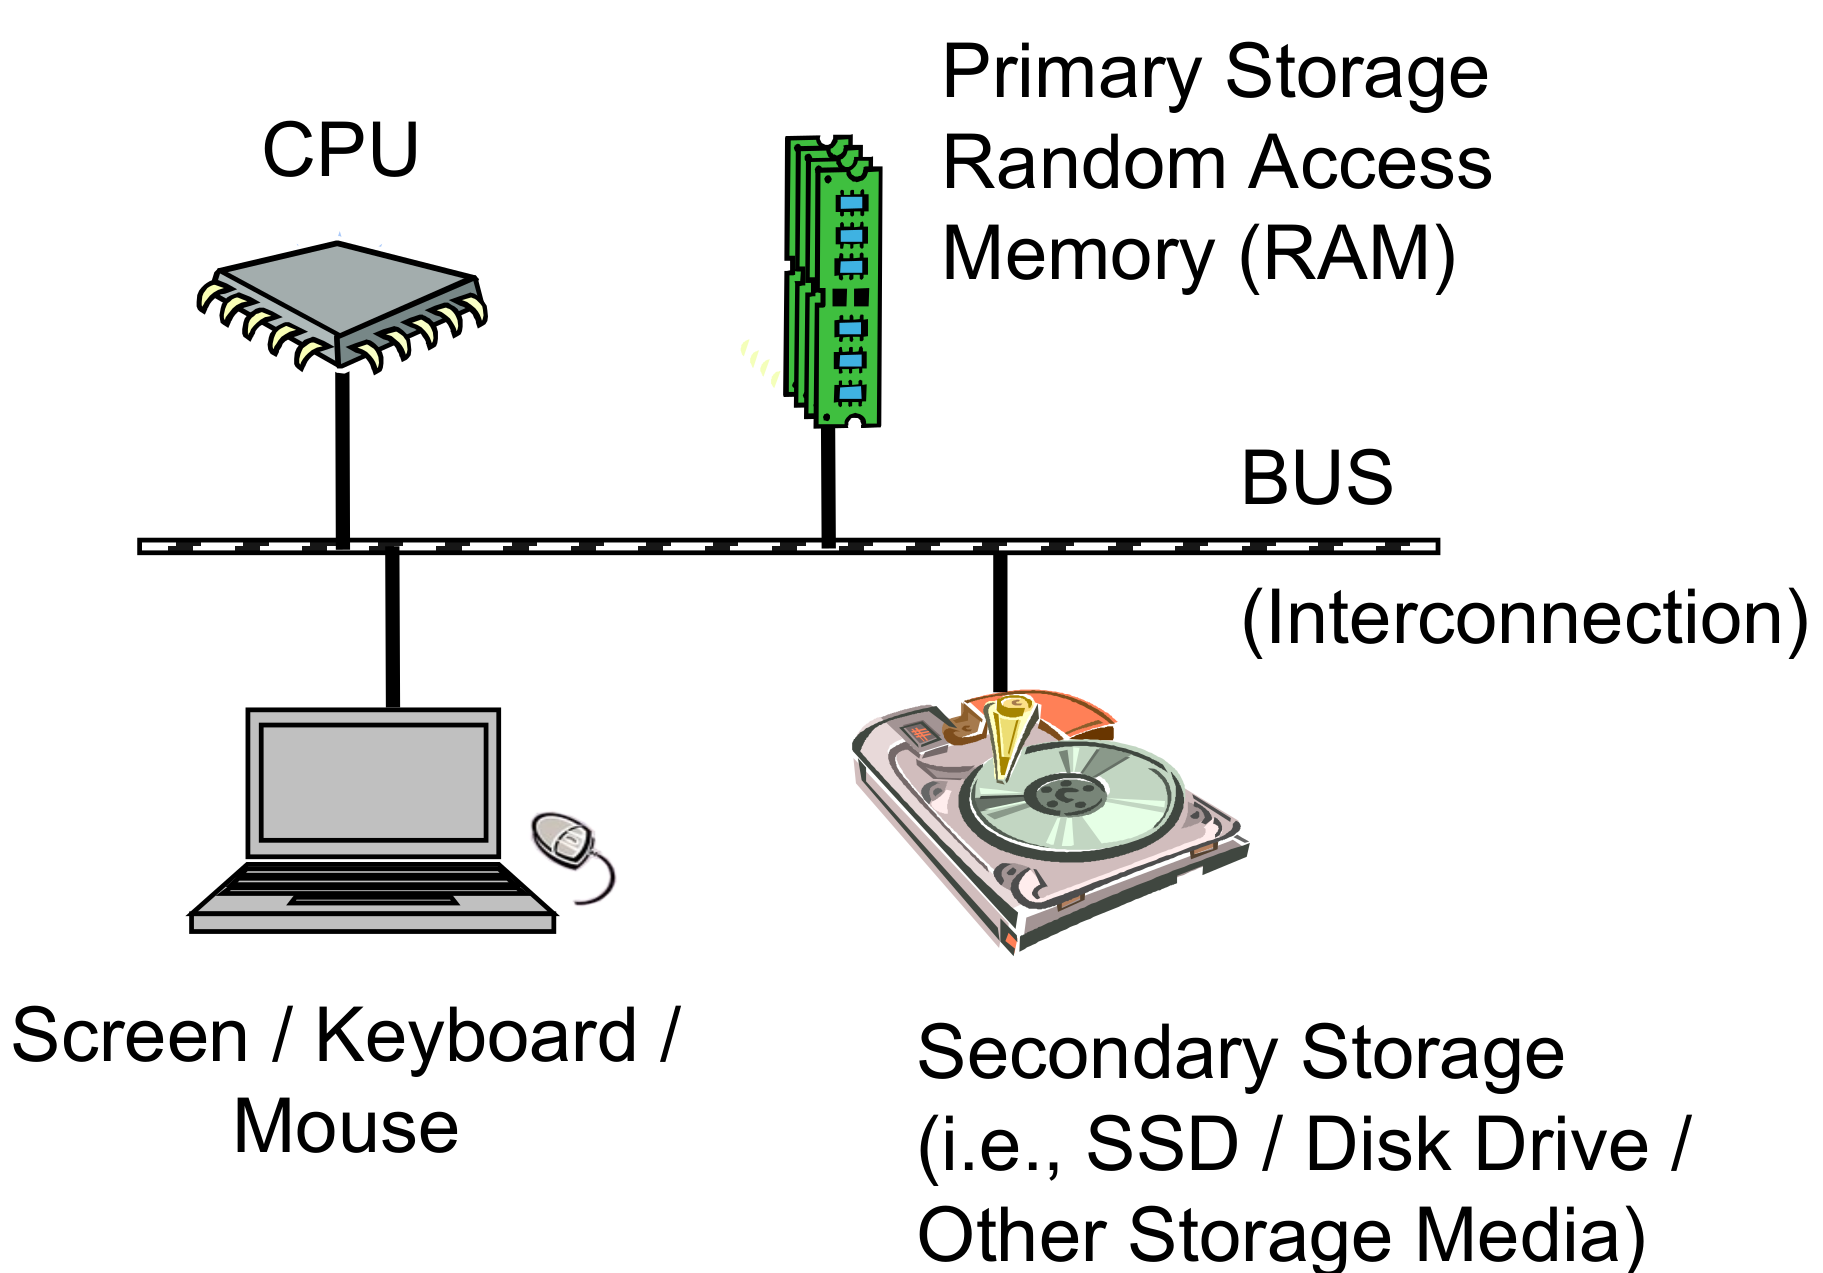 CPU
Primary Storage
Random Access
Memory (RAM)
BUS
(Interconnection)
Screen / Keyboard /
Mouse
Secondary Storage
(i.e., SSD / Disk Drive /
Other Storage Media)